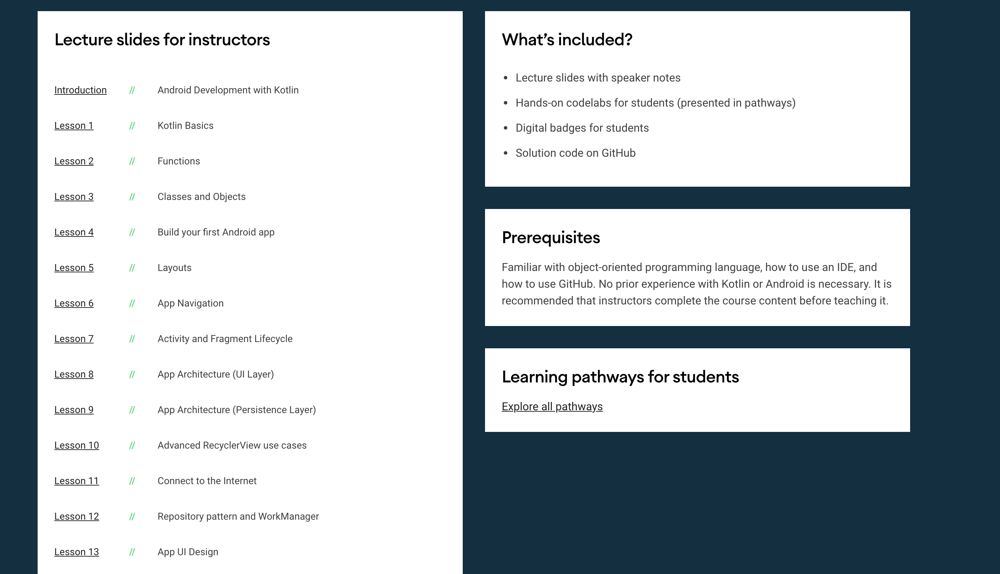 Lecture slides for instructors
Introduction // Android Development with Kotlin
Lesson 1 // Kotlin Basics
Lesson 2 // Functions
Lesson 3 // Classes and Objects
Lesson 4 // Build your first Android app
Lesson 5 // Layouts
Lesson 6 // App Navigation
Lesson 7 // Activity and Fragment Lifecycle
Lesson 8 // App Architecture (UI Layer)
Lesson 9 // App Architecture (Persistence Layer)
Lesson 10 // Advanced RecyclerView use cases
Lesson 11 // Connect to the Internet
Lesson 12 // Repository pattern and WorkManager
Lesson 13 // App UI Design
What’s included?
• Lecture slides with speaker notes
• Hands-on codelabs for students (presented in pathways)
• Digital badges for students
• Solution code on GitHub
Prerequisites
Familiar with object-oriented programming language, how to use an IDE, and
how to use GitHub. No prior experience with Kotlin or Android is necessary. It is
recommended that instructors complete the course content before teaching it.
Learning pathways for students
Explore all pathways